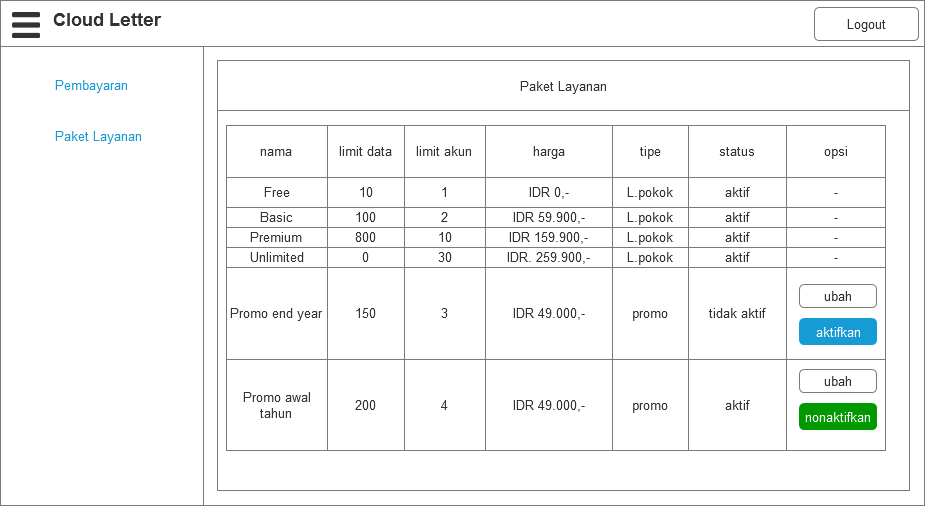 Cloud Letter
Logout
Pembayaran
Paket Layanan
Paket Layanan
nama limit data limit akun harga tipe status opsi
Free 10 1 IDR 0,- L.pokok aktif -
Basic 100 2 IDR 59.900,- L.pokok aktif -
Premium 800 10 IDR 159.900,- L.pokok aktif -
Unlimited 0 30 IDR. 259.900,- L.pokok aktif -
Promo end year 150 3 IDR 49.000,- promo tidak aktif
ubah
aktifkan
Promo awal
tahun
200 4 IDR 49.000,- promo aktif
ubah
nonaktifkan